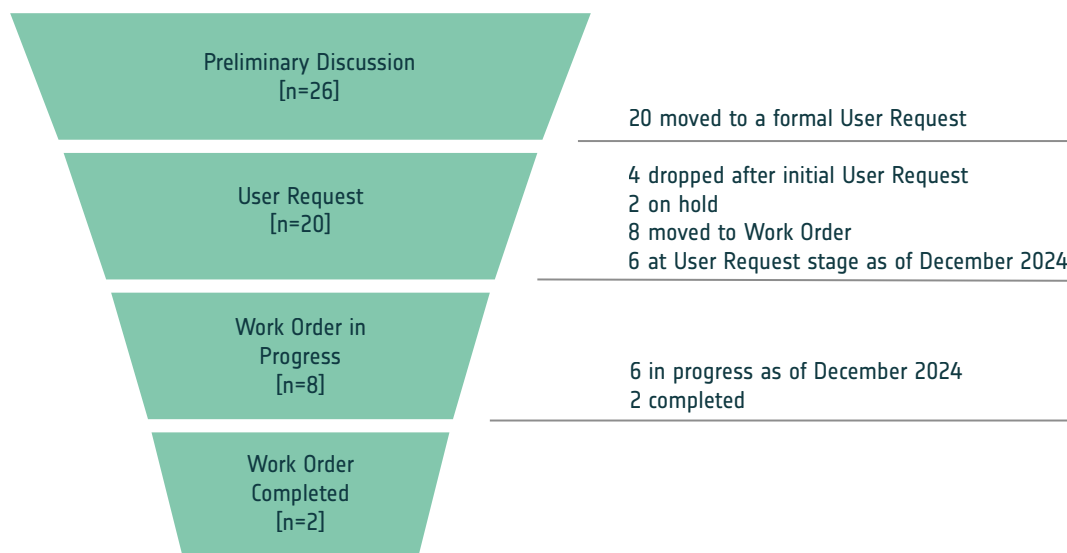 Preliminary Discussion
[n=26]
20 moved to a formal User Request
User Request
[n=20]
4 dropped after initial User Request
2 on hold
8 moved to Work Order
6 at User Request stage as of December 2024
Work Order in
Progress
[n=8]
6 in progress as of December 2024
2 completed
Work Order
Completed
[n=2]